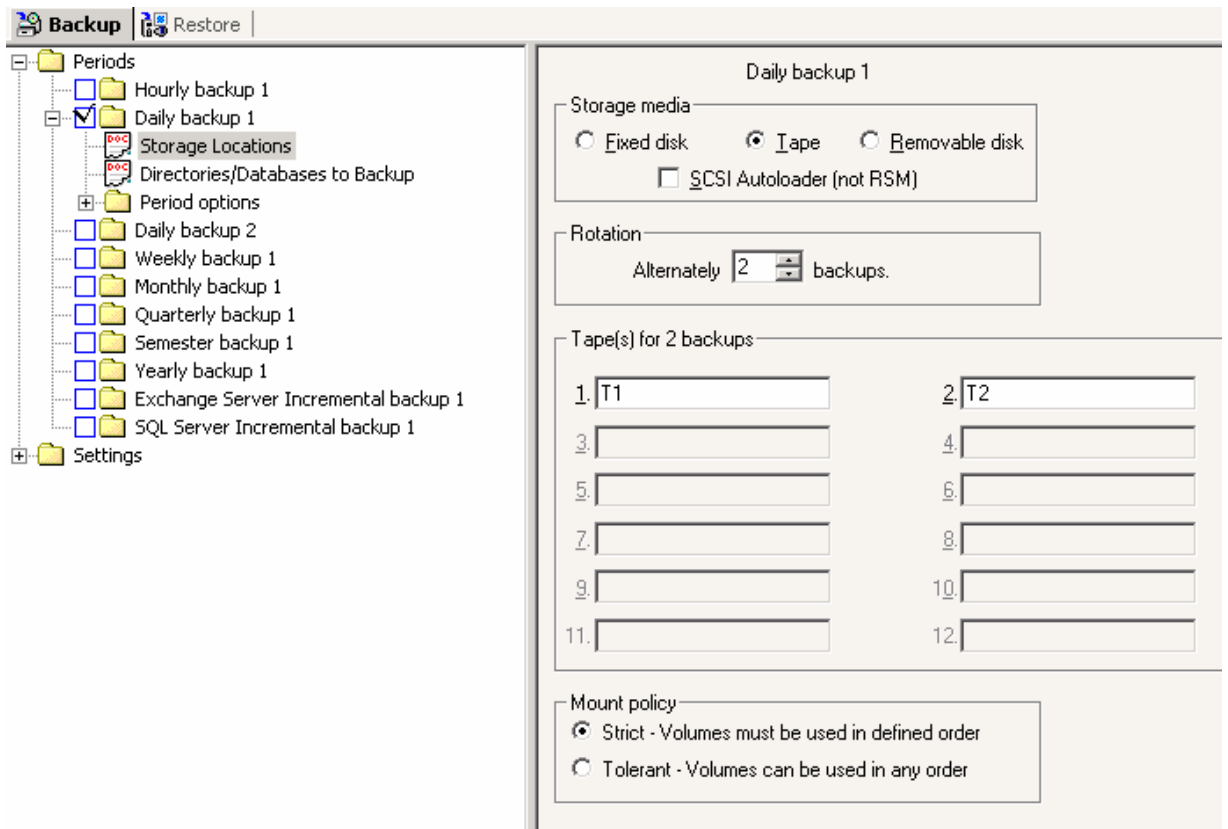 Backup Restore
Periods
Hourly backup 1
Daily backup 1
Storage Locations
Directories/Databases to Backup
Period options
Daily backup 2
Weekly backup 1
Monthly backup 1
Quarterly backup 1
Semester backup 1
Yearly backup 1
Exchange Server Incremental backup 1
SQL Server Incremental backup 1
Settings
Daily backup 1
Storage media
Fixed disk Tape Removable disk
SCSI Autoloader (not RSM)
Rotation
Alternately 2 backups.
Tape(s) for 2 backups
1. T1 2. T2
3. 4.
5. 6.
7. 8.
9. 10.
11. 12.
Mount policy
Strict - Volumes must be used in defined order
Tolerant - Volumes can be used in any order